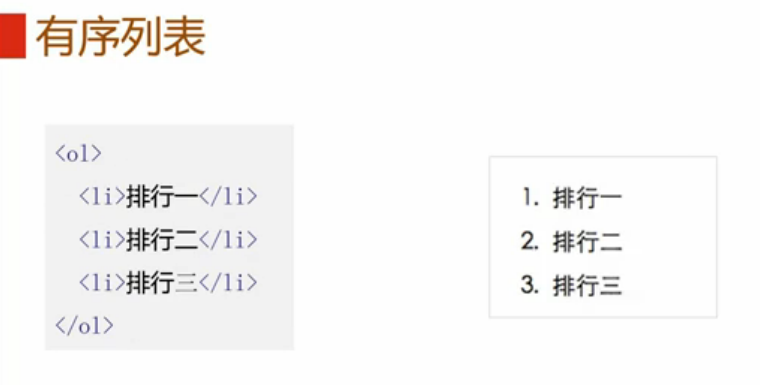 有序列表
<ol>
<li>排行一</li>
<li>排行二</li>
<li>排行三</li>
</ol>
1. 排行一
2. 排行二
3. 排行三